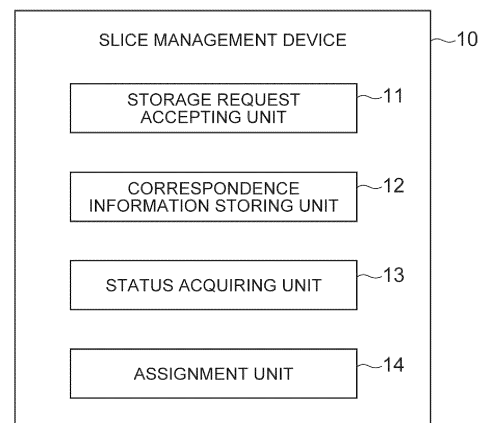 SLICE MANAGEMENT DEVICE
10
STORAGE REQUEST
ACCEPTING UNIT
11
CORRESPONDENCE
INFORMATION STORING UNIT
12
STATUS ACQUIRING UNIT
13
ASSIGNMENT UNIT
14